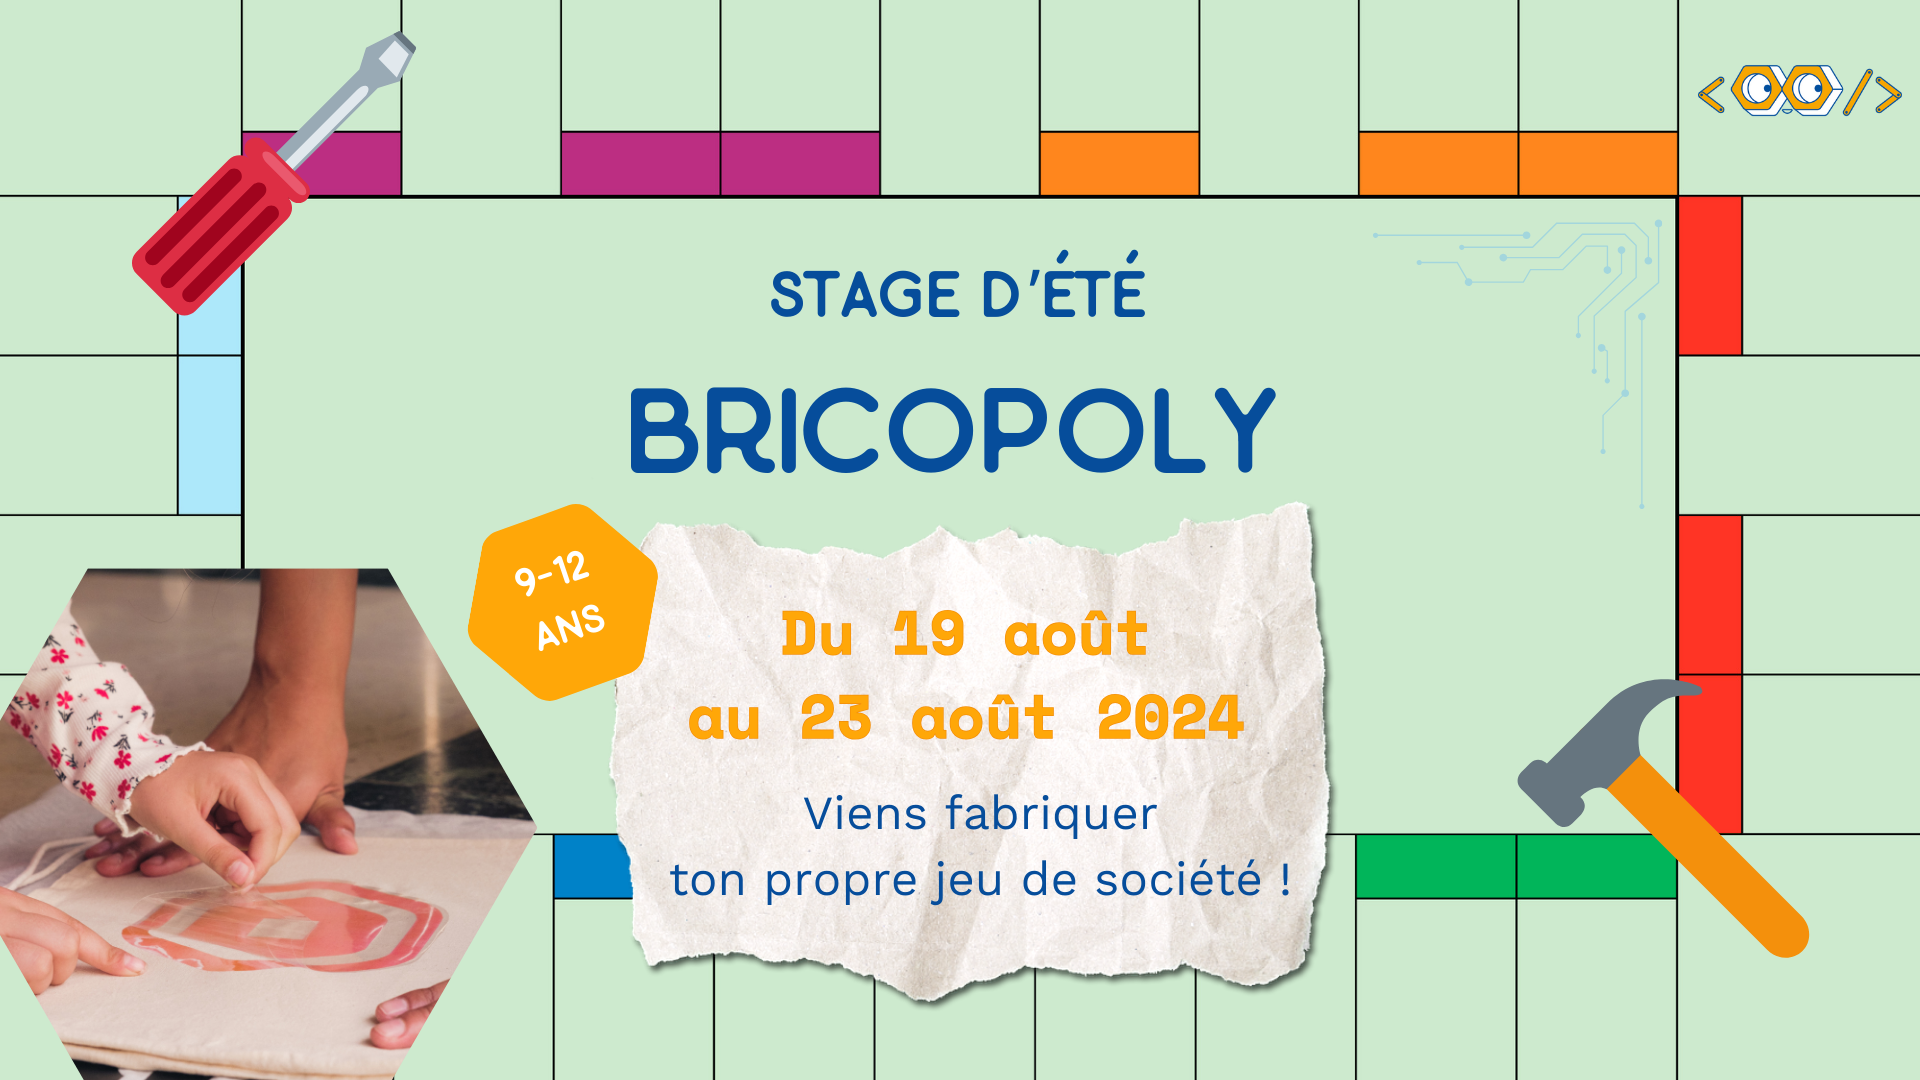 STAGE D'ÉTÉ
BRICOPOLY
9-12
ANS
Du 19 août
au 23 août 2024
Viens fabriquer
ton propre jeu de société !